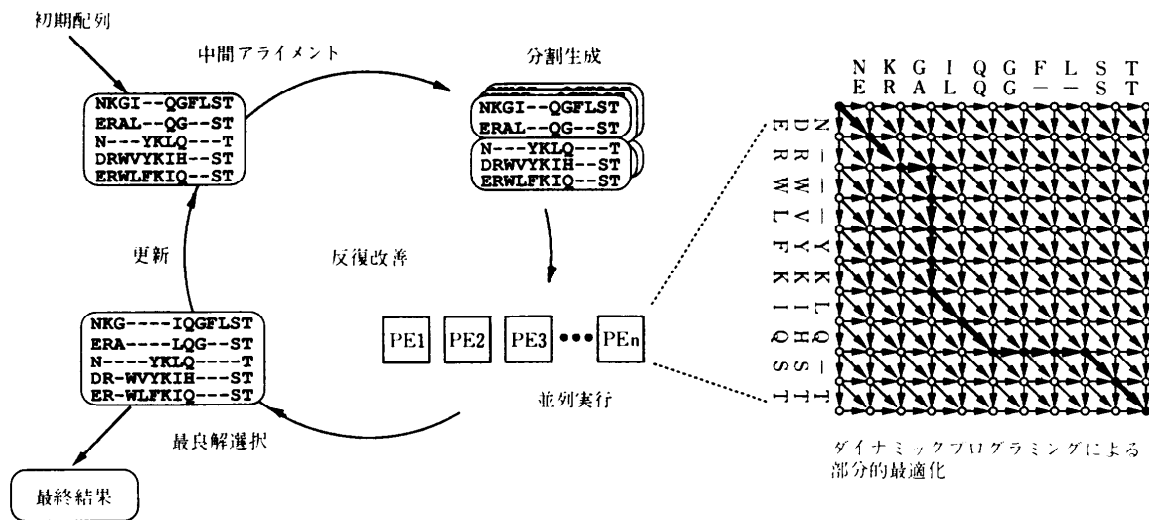 初期配列
中間アライメント
NKGI--QGFLST
ERAL--QG--ST
N---YKLQ---T
DRWVYKIH--ST
ERWLFKIQ--ST
分割生成
NKGI--QGFLST
ERAL--QG--ST
N---YKLQ---T
DRWVYKIH--ST
ERWLFKIQ--ST
更新
反復改善
NKG----IQGFLST
ERA----LQG--ST
N----YKLQ----T
DR-WVYKIH---ST
ER-WLFKIQ---ST
PE1 PE2 PE3 ••• PEn
並列実行
最良解選択
最終結果
N K G I Q G F L S T
E R A L Q G — — S T
N — — — Y K L Q — T
D R W V Y K I H S T
E R W L F K I Q S T
ダイナミックプログラミングによる
部分的最適化